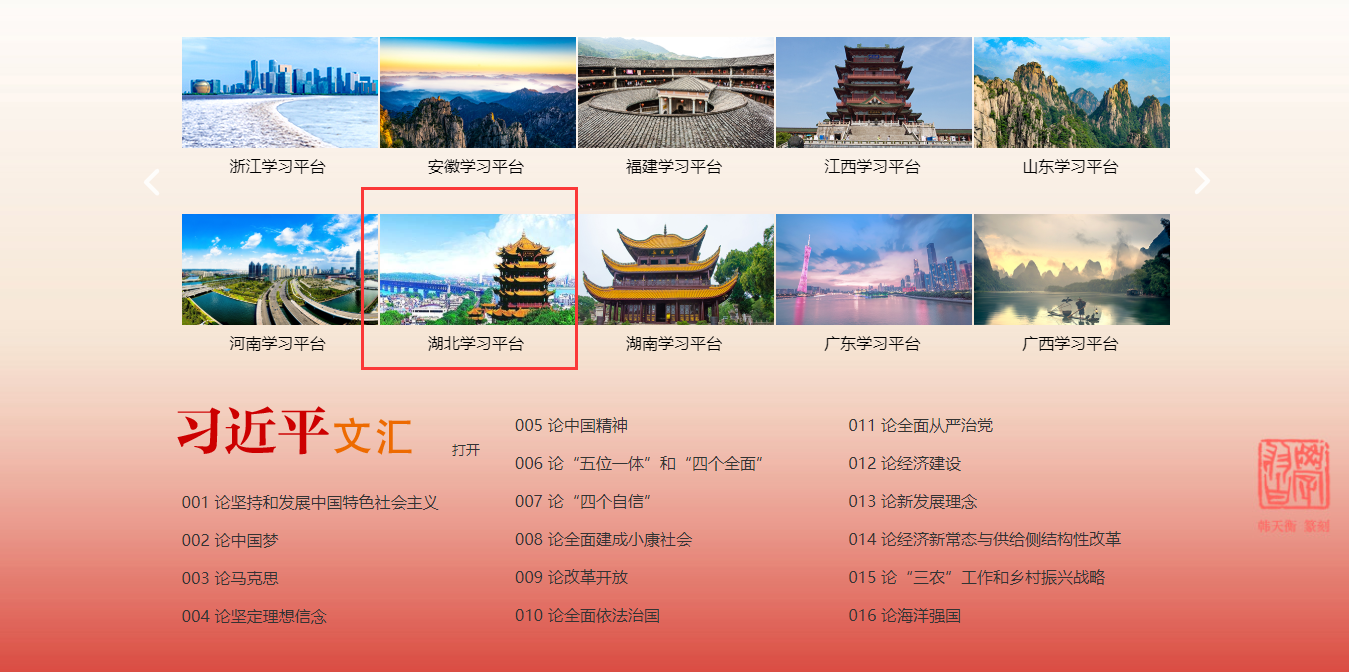 浙江学习平台
安徽学习平台
福建学习平台
江西学习平台
山东学习平台
河南学习平台
湖北学习平台
湖南学习平台
广东学习平台
广西学习平台
习近平文汇
打开
001 论坚持和发展中国特色社会主义
002 论中国梦
003 论马克思
004 论坚定理想信念
005 论中国精神
006 论“五位一体”和“四个全面”
007 论“四个自信”
008 论全面建成小康社会
009 论改革开放
010 论全面依法治国
011 论全面从严治党
012 论经济建设
013 论新发展理念
014 论经济新常态与供给侧结构性改革
015 论“三农”工作和乡村振兴战略
016 论海洋强国
韩天衡 篆刻